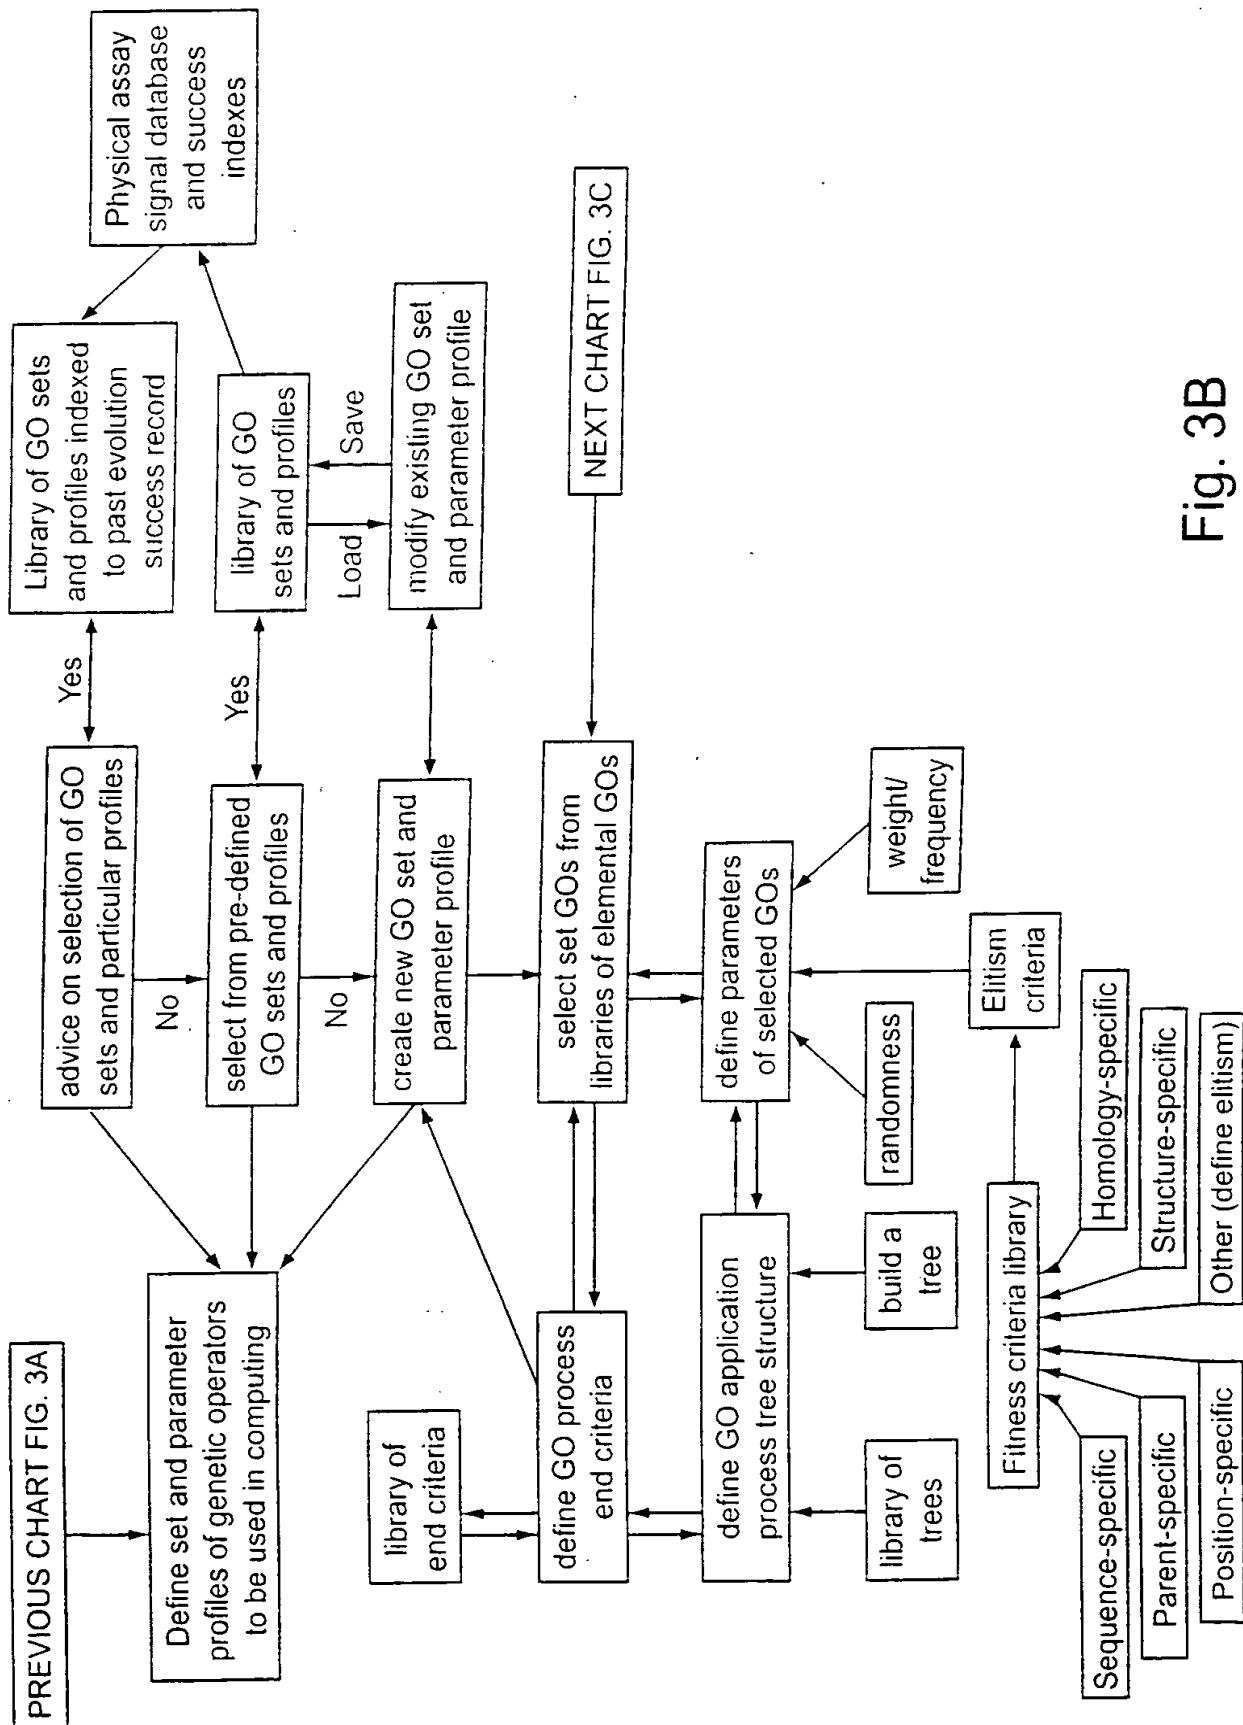 PREVIOUS CHART FIG. 3A
Define set and parameter
profiles of genetic operators
to be used in computing
advice on selection of GO
sets and particular profiles
Yes
Library of GO sets
and profiles indexed
to past evolution
success record
Physical assay
signal database
and success
indexes
No
select from pre-defined
GO sets and profiles
Yes
library of GO
sets and profiles
No
Load
Save
create new GO set and
parameter profile
modify existing GO set
and parameter profile
library of
end criteria
define GO process
end criteria
select set GOs from
libraries of elemental GOs
NEXT CHART FIG. 3C
define GO application
process tree structure
define parameters
of selected GOs
library of
trees
build a
tree
randomness
weight/
frequency
Elitism
criteria
Fitness criteria library
Sequence-specific
Homology-specific
Parent-specific
Structure-specific
Position-specific
Other (define elitism)
Fig. 3B